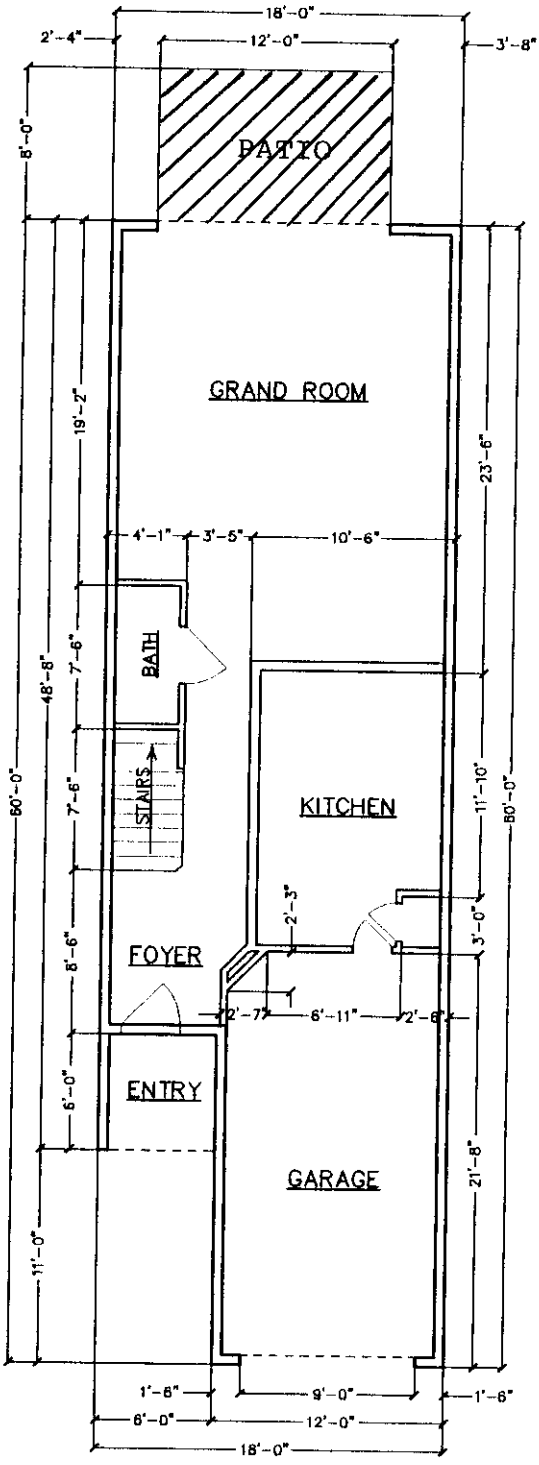 18'-0"
2'-4" 12'-0" 3'-8"
8'-0"
PATIO
GRAND ROOM
19'-2"
23'-6"
4'-1" 3'-5" 10'-6"
BATH
7'-6"
48'-8"
60'-0"
STAIRS
7'-6"
KITCHEN
11'-10"
60'-0"
2'-3"
3'-0"
FOYER
8'-6"
2'-7" 6'-11" 2'-6"
ENTRY
6'-0"
GARAGE
21'-8"
11'-0"
1'-6" 9'-0" 1'-6"
6'-0" 12'-0"
18'-0"